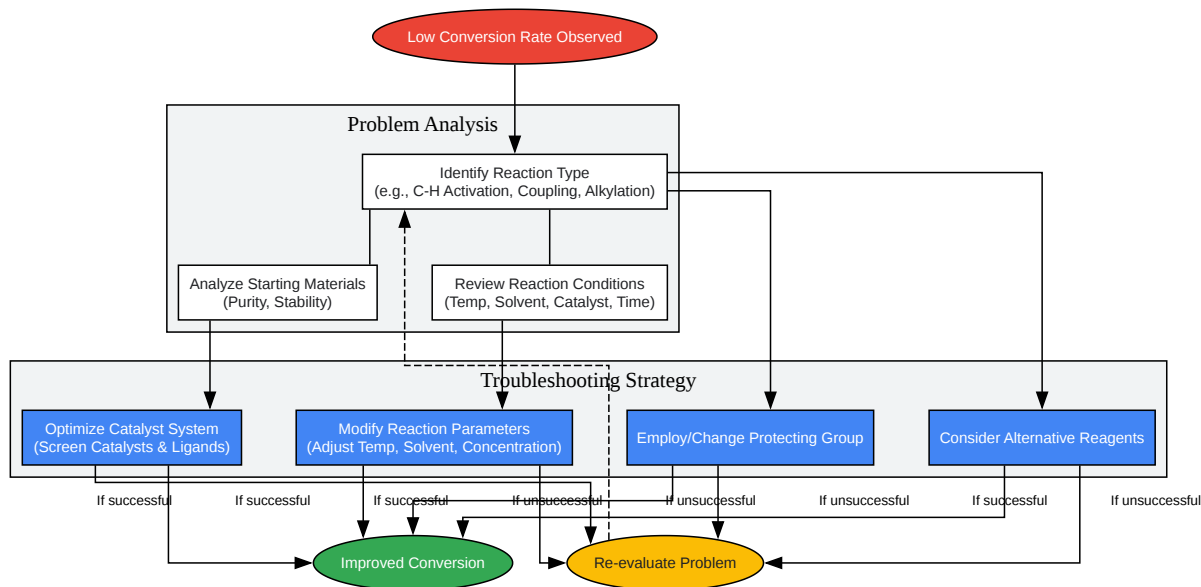 Low Conversion Rate Observed
Problem Analysis
Identify Reaction Type
(e.g., C-H Activation, Coupling, Alkylation)
Analyze Starting Materials
(Purity, Stability)
Review Reaction Conditions
(Temp, Solvent, Catalyst, Time)
Troubleshooting Strategy
Optimize Catalyst System
(Screen Catalysts & Ligands)
Modify Reaction Parameters
(Adjust Temp, Solvent, Concentration)
Employ/Change Protecting Group
Consider Alternative Reagents
If successful
If successful
If successful
If unsuccessful
If unsuccessful
If unsuccessful
If successful
If unsuccessful
Improved Conversion
Re-evaluate Problem